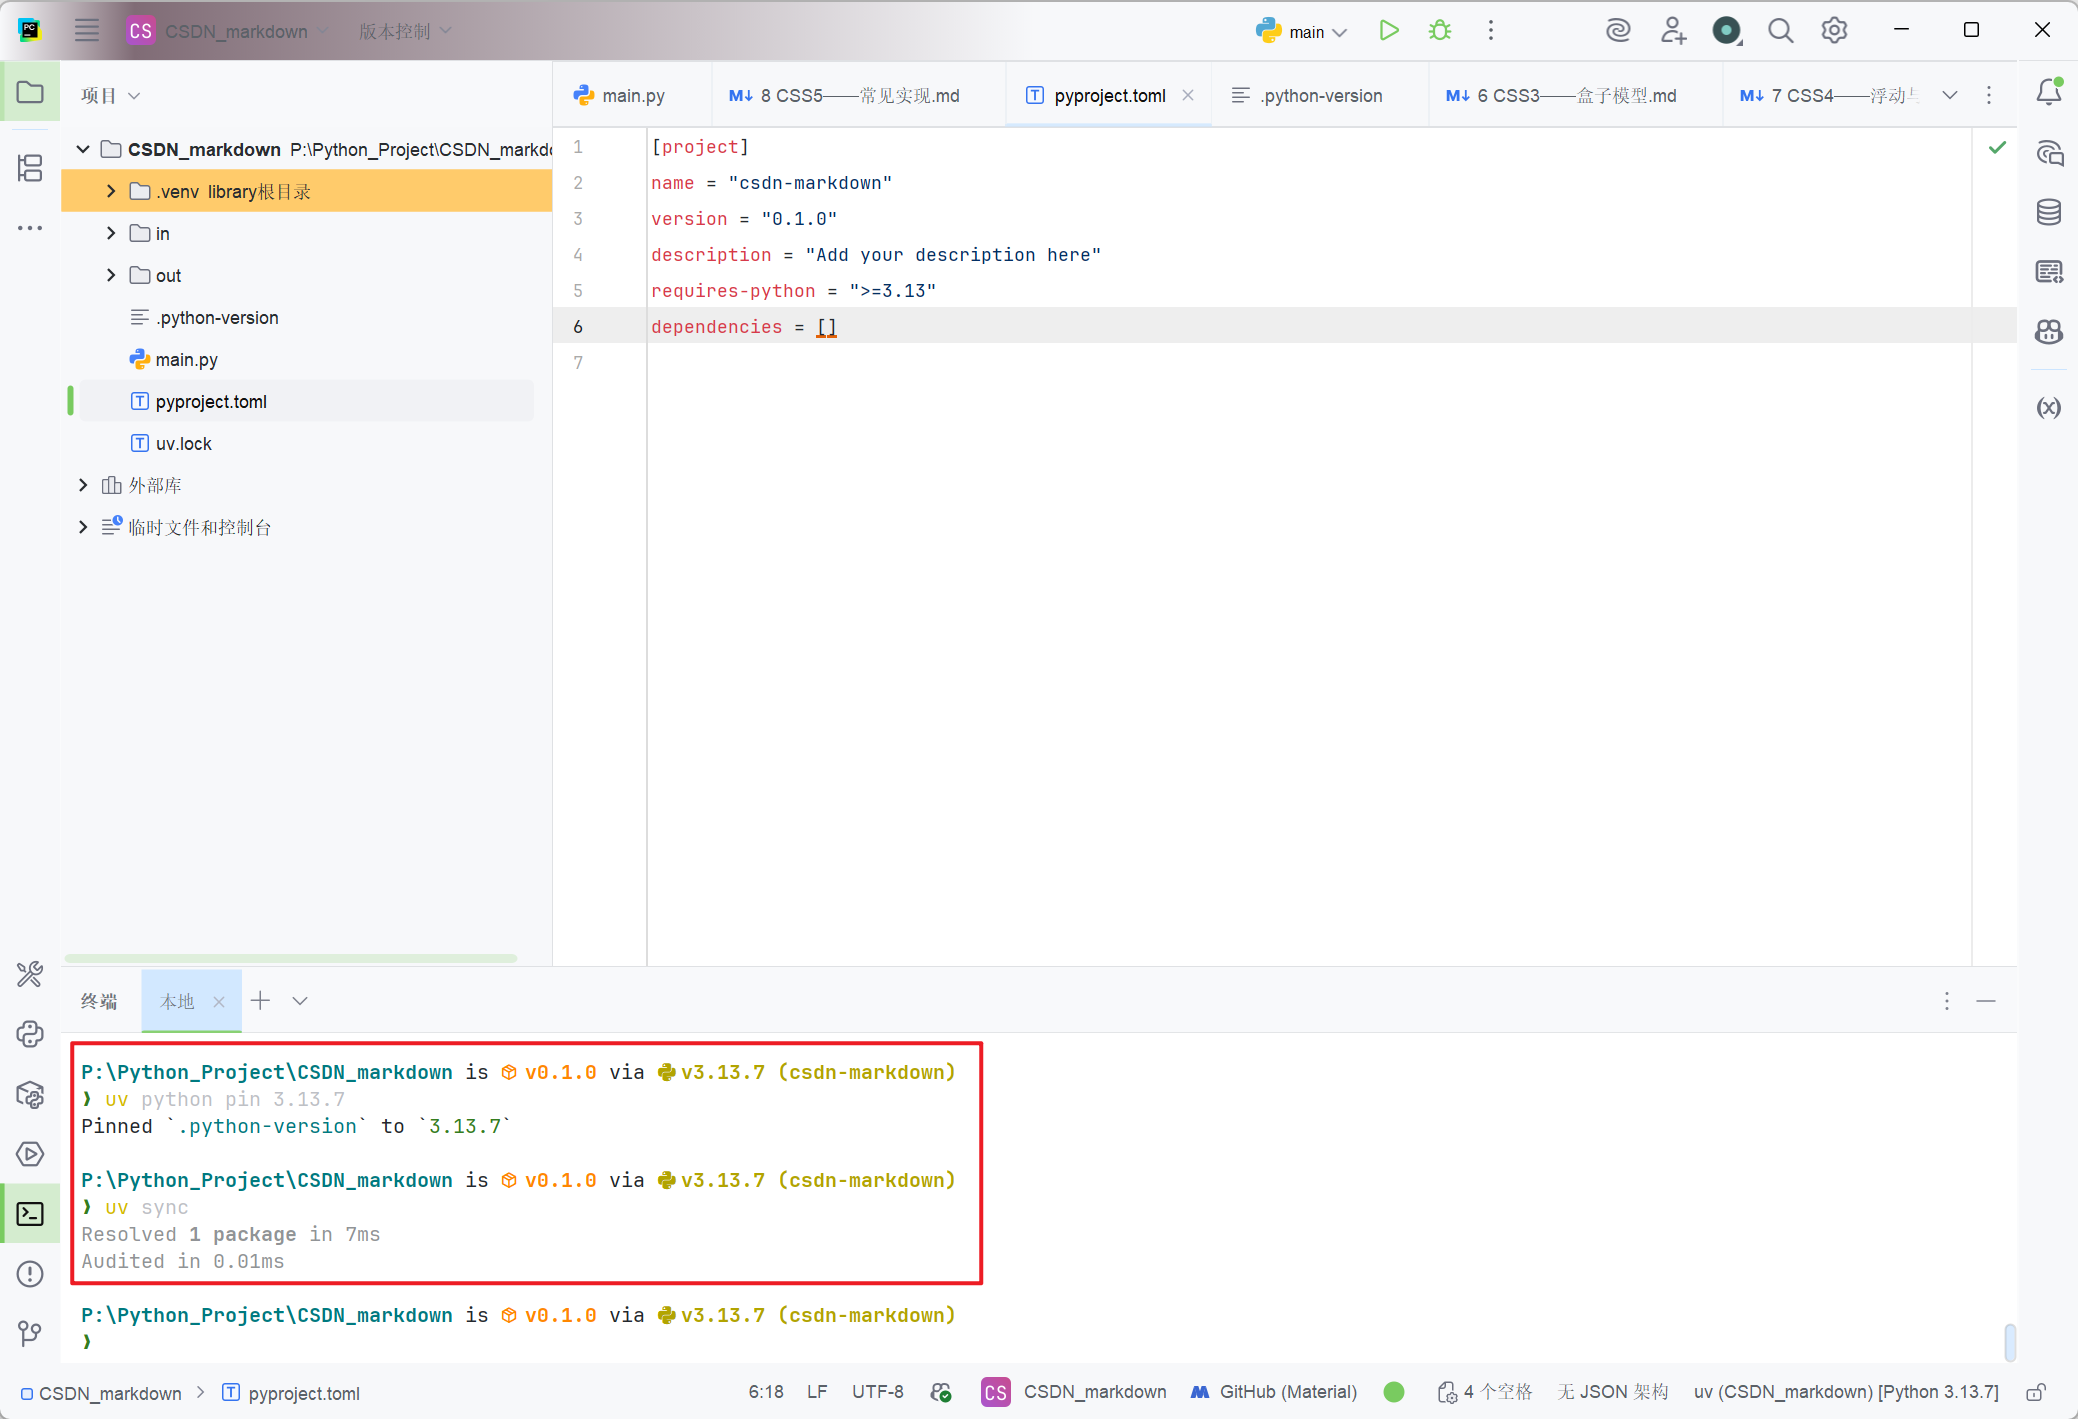 PC
CS CSDN_markdown 版本控制 main
项目
main.py
M↓ 8 CSS5——常见实现.md
pyproject.toml
.python-version
M↓ 6 CSS3——盒子模型.md
M↓ 7 CSS4——浮动与
CSDN_markdown P:\Python_Project\CSDN_markdo
.venv library根目录
in
out
.python-version
main.py
pyproject.toml
uv.lock
外部库
临时文件和控制台
1 [project]
2 name = "csdn-markdown"
3 version = "0.1.0"
4 description = "Add your description here"
5 requires-python = ">=3.13"
6 dependencies = []
7
终端 本地
P:\Python_Project\CSDN_markdown is v0.1.0 via v3.13.7 (csdn-markdown)
❯ uv python pin 3.13.7
Pinned `.python-version` to `3.13.7`
P:\Python_Project\CSDN_markdown is v0.1.0 via v3.13.7 (csdn-markdown)
❯ uv sync
Resolved 1 package in 7ms
Audited in 0.01ms
P:\Python_Project\CSDN_markdown is v0.1.0 via v3.13.7 (csdn-markdown)
❯
CSDN_markdown > pyproject.toml 6:18 LF UTF-8 CS CSDN_markdown GitHub (Material) 4 个空格 无 JSON 架构 uv (CSDN_markdown) [Python 3.13.7]